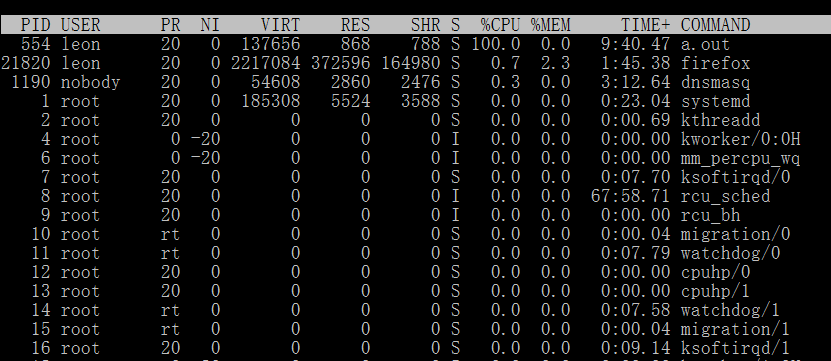 PID USER PR NI VIRT RES SHR S %CPU %MEM TIME+ COMMAND
554 leon 20 0 137656 868 788 S 100.0 0.0 9:40.47 a.out
21820 leon 20 0 2217084 372596 164980 S 0.7 2.3 1:45.38 firefox
1190 nobody 20 0 54608 2860 2476 S 0.3 0.0 3:12.64 dnsmasq
1 root 20 0 185308 5524 3588 S 0.0 0.0 0:23.04 systemd
2 root 20 0 0 0 0 S 0.0 0.0 0:00.69 kthreadd
4 root 0 -20 0 0 0 I 0.0 0.0 0:00.00 kworker/0:0H
6 root 0 -20 0 0 0 I 0.0 0.0 0:00.00 mm_percpu_wq
7 root 20 0 0 0 0 S 0.0 0.0 0:07.70 ksoftirqd/0
8 root 20 0 0 0 0 I 0.0 0.0 67:58.71 rcu_sched
9 root 20 0 0 0 0 I 0.0 0.0 0:00.00 rcu_bh
10 root rt 0 0 0 0 S 0.0 0.0 0:00.04 migration/0
11 root rt 0 0 0 0 S 0.0 0.0 0:07.79 watchdog/0
12 root 20 0 0 0 0 S 0.0 0.0 0:00.00 cpuhp/0
13 root 20 0 0 0 0 S 0.0 0.0 0:00.00 cpuhp/1
14 root rt 0 0 0 0 S 0.0 0.0 0:07.58 watchdog/1
15 root rt 0 0 0 0 S 0.0 0.0 0:00.04 migration/1
16 root 20 0 0 0 0 S 0.0 0.0 0:09.14 ksoftirqd/1